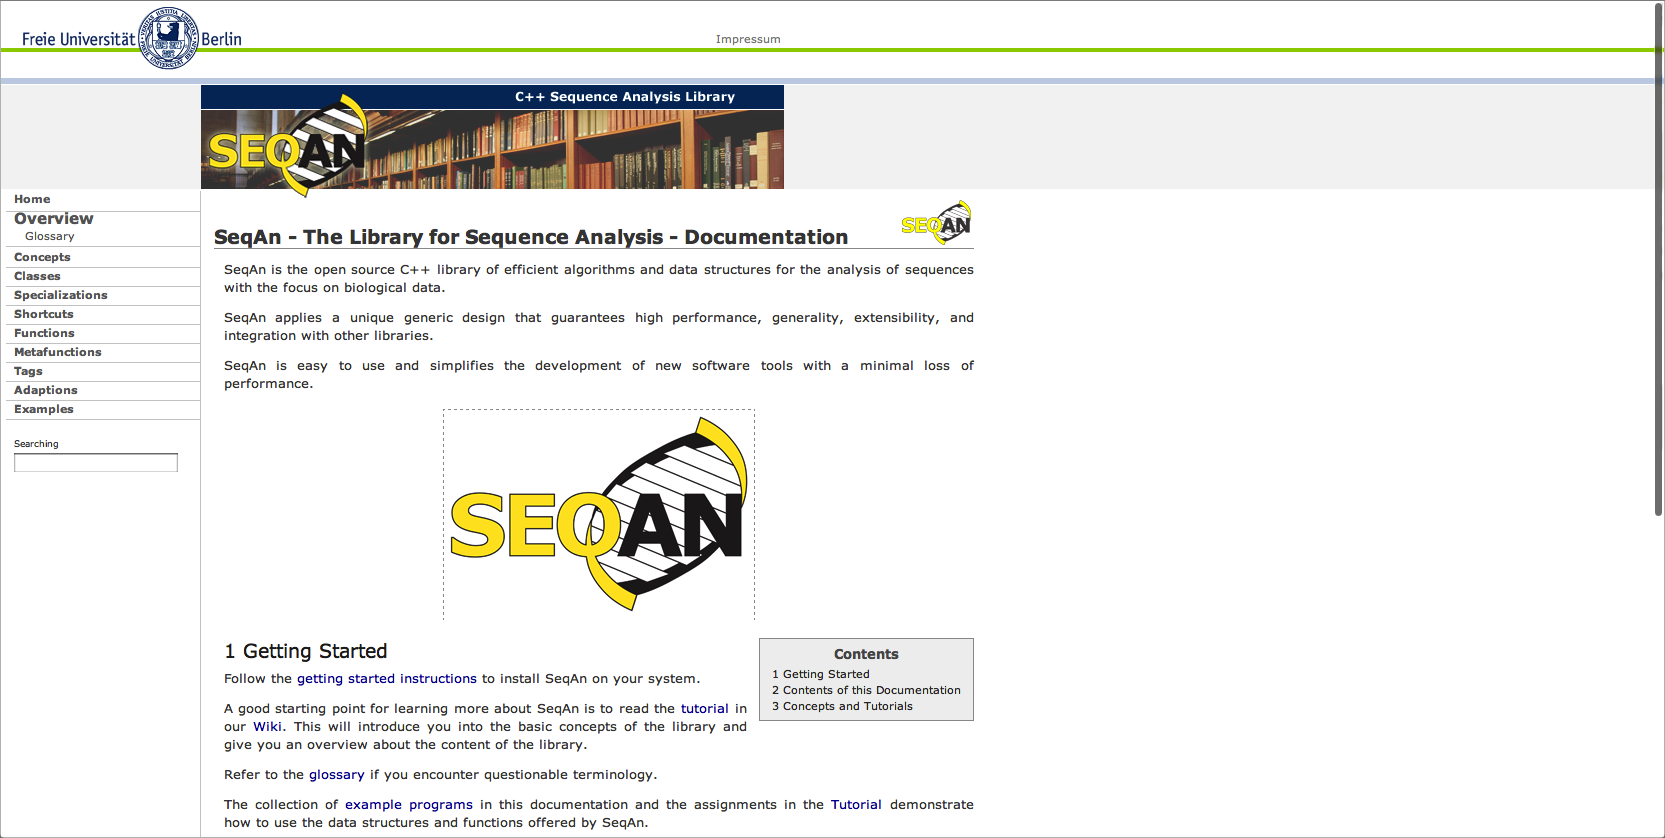 Freie Universität Berlin
Impressum
C++ Sequence Analysis Library
SEQAN
Home
Overview
Glossary
Concepts
Classes
Specializations
Shortcuts
Functions
Metafunctions
Tags
Adaptions
Examples
Searching
SEQAN
SeqAn - The Library for Sequence Analysis - Documentation
SeqAn is the open source C++ library of efficient algorithms and data structures for the analysis of sequences
with the focus on biological data.
SeqAn applies a unique generic design that guarantees high performance, generality, extensibility, and
integration with other libraries.
SeqAn is easy to use and simplifies the development of new software tools with a minimal loss of
performance.
SEQAN
1 Getting Started
Follow the getting started instructions to install SeqAn on your system.
A good starting point for learning more about SeqAn is to read the tutorial in
our Wiki. This will introduce you into the basic concepts of the library and
give you an overview about the content of the library.
Contents
1 Getting Started
2 Contents of this Documentation
3 Concepts and Tutorials
Refer to the glossary if you encounter questionable terminology.
The collection of example programs in this documentation and the assignments in the Tutorial demonstrate
how to use the data structures and functions offered by SeqAn.